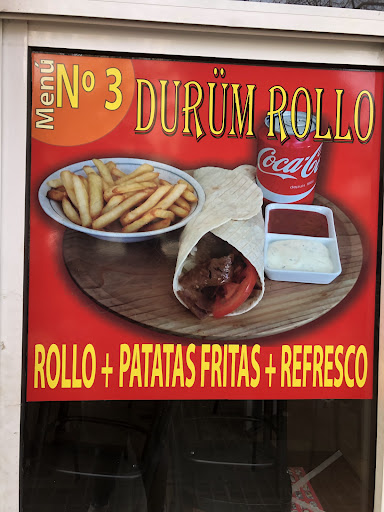 Menú
Nº 3
DURÜM ROLLO
Coca-Cola
ROLLO + PATATAS FRITAS + REFRESCO